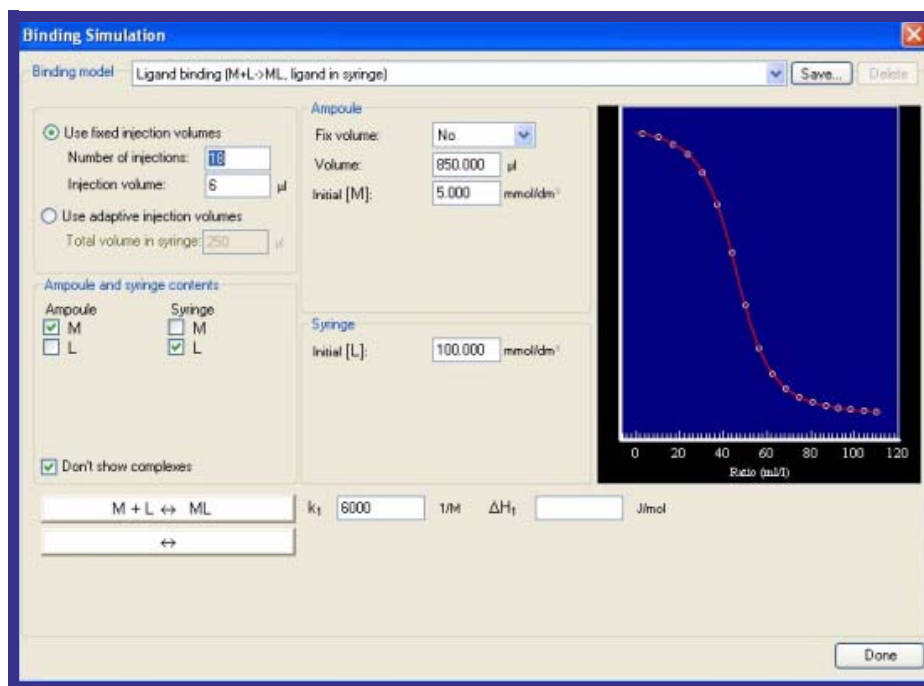 Binding Simulation
Binding model Ligand binding (M+L->ML, ligand in syringe) Save... Delete
Use fixed injection volumes
Number of injections: 18
Injection volume: 6 µl
Use adaptive injection volumes
Total volume in syringe: 250 µl
Ampoule and syringe contents
Ampoule Syringe
M M
L L
Don't show complexes
Ampoule
Fix volume: No
Volume: 850.000 µl
Initial [M]: 5.000 mmol/dm³
Syringe
Initial [L]: 100.000 mmol/dm³
0 20 40 60 80 100 120
Ratio (ml/l)
M + L ↔ ML k₁ 6000 1/M ΔH₁ J/mol
↔
Done